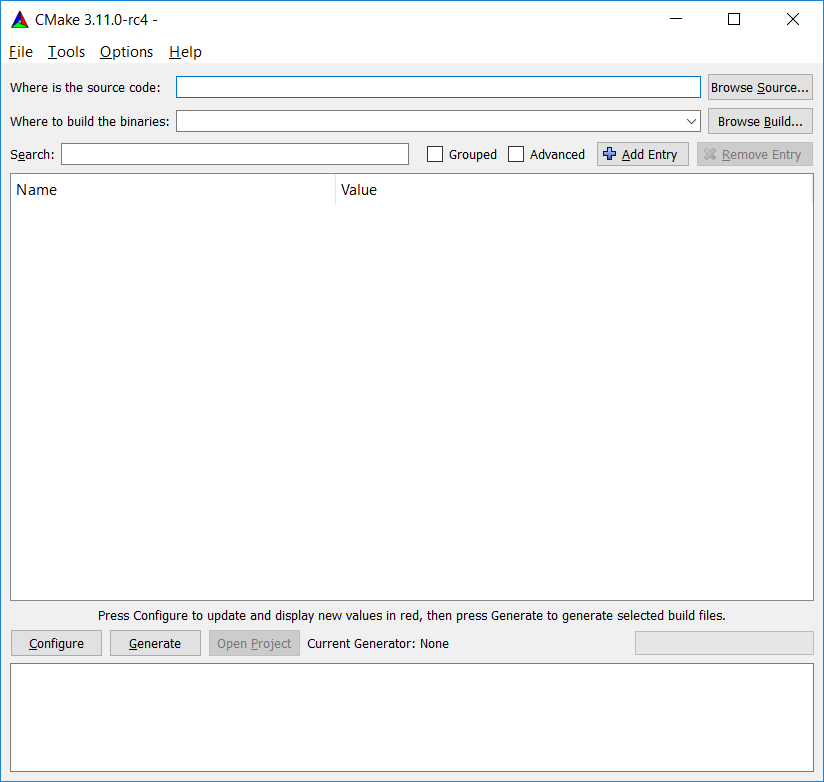 CMake 3.11.0-rc4 -
File Tools Options Help
Where is the source code: Browse Source...
Where to build the binaries: Browse Build...
Search: Grouped Advanced Add Entry Remove Entry
Name Value
Press Configure to update and display new values in red, then press Generate to generate selected build files.
Configure Generate Open Project Current Generator: None